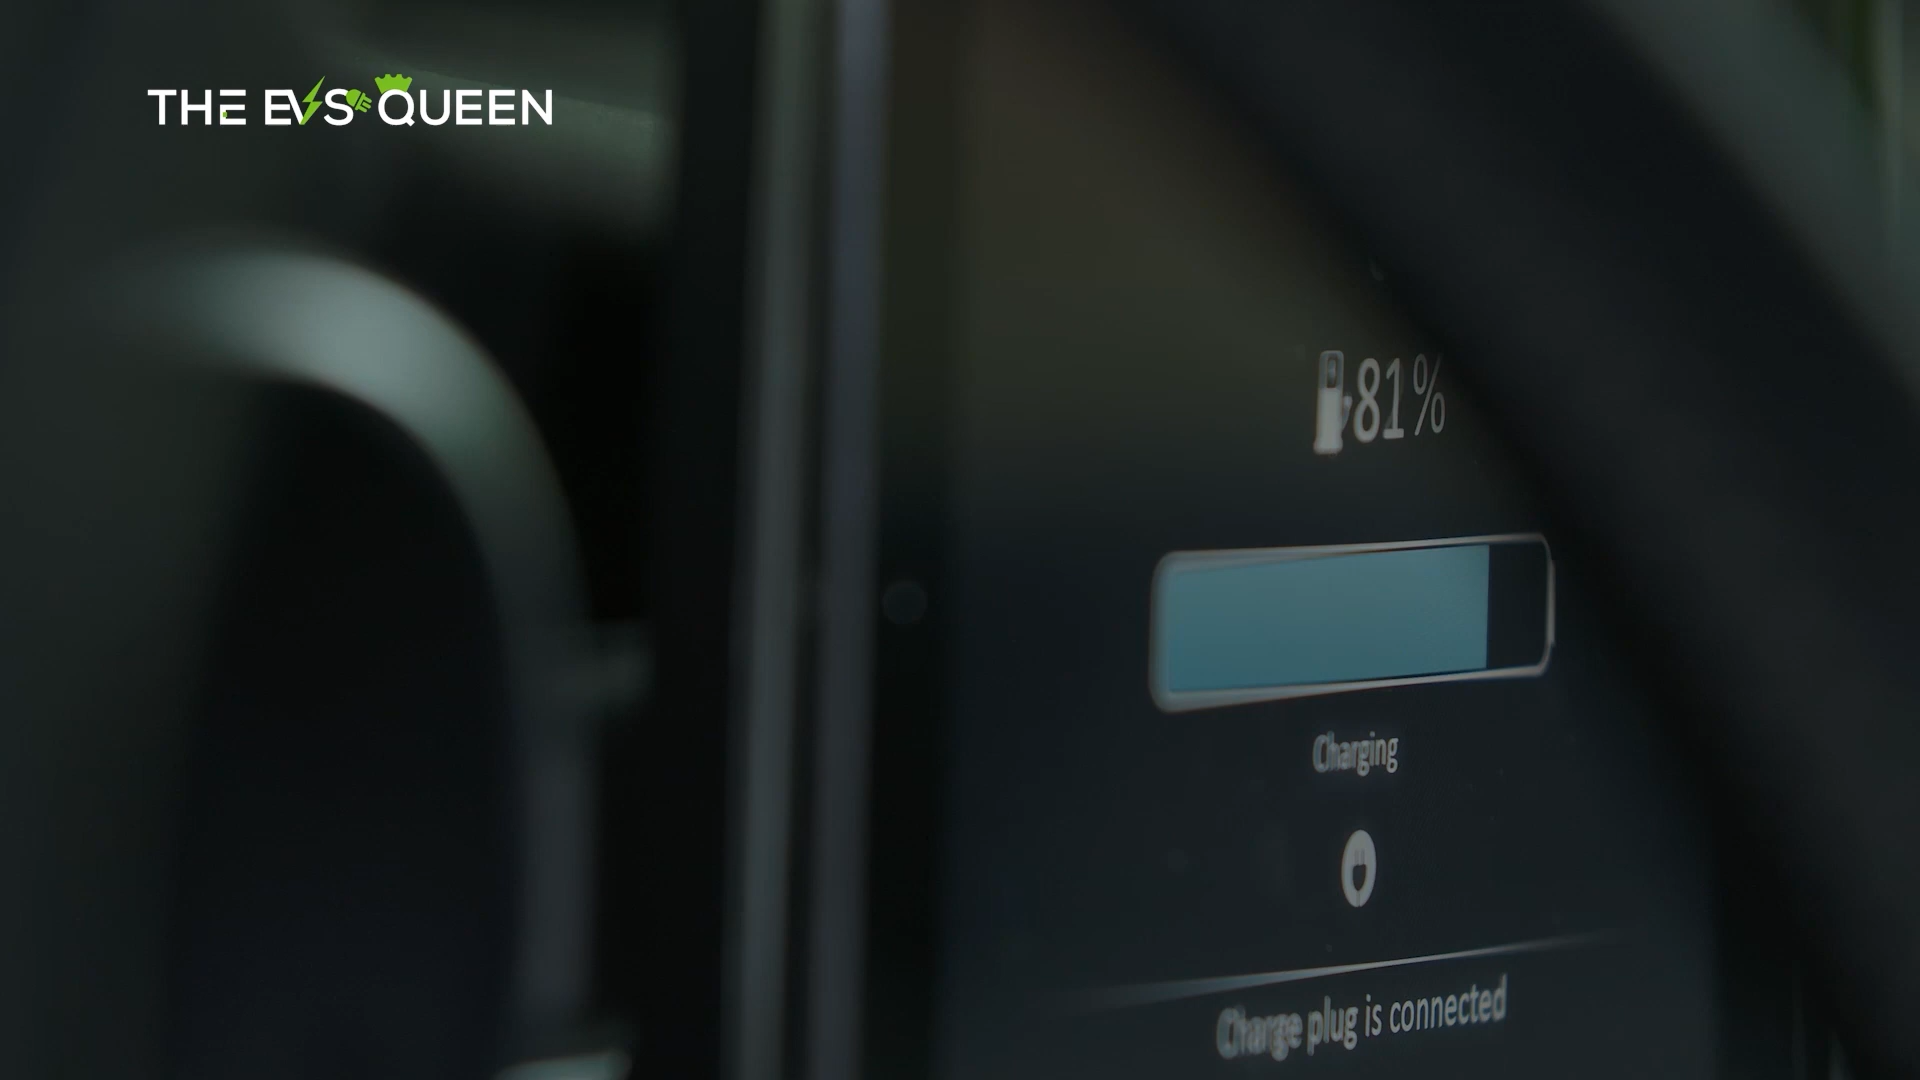 THE EVS QUEEN
81%
Charging
Charge plug is connected